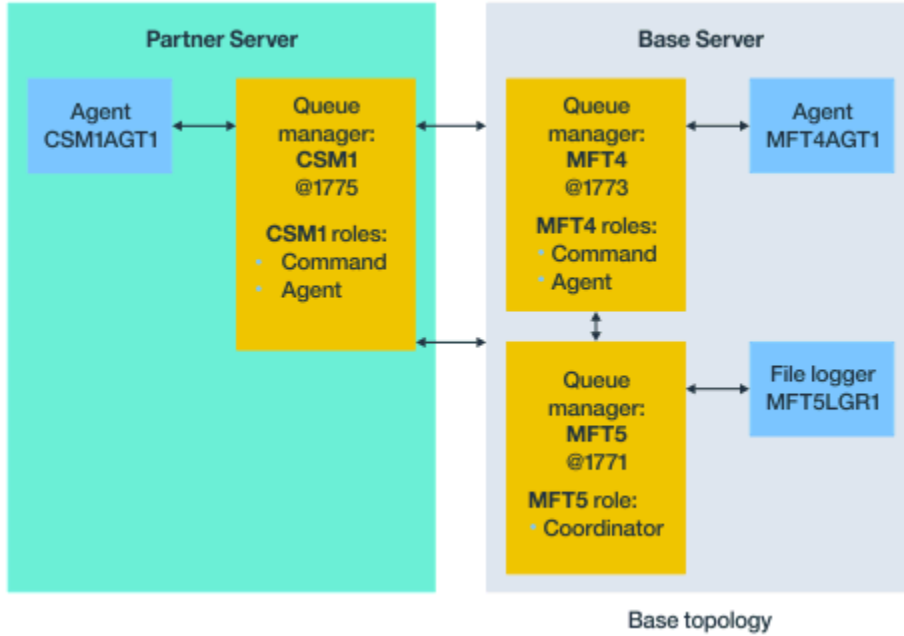 Partner Server
Agent
CSM1AGT1
Queue
manager:
CSM1
@1775
CSM1 roles:
• Command
• Agent
Base Server
Queue
manager:
MFT4
@1773
MFT4 roles:
• Command
• Agent
Agent
MFT4AGT1
Queue
manager:
MFT5
@1771
MFT5 role:
• Coordinator
File logger
MFT5LGR1
Base topology